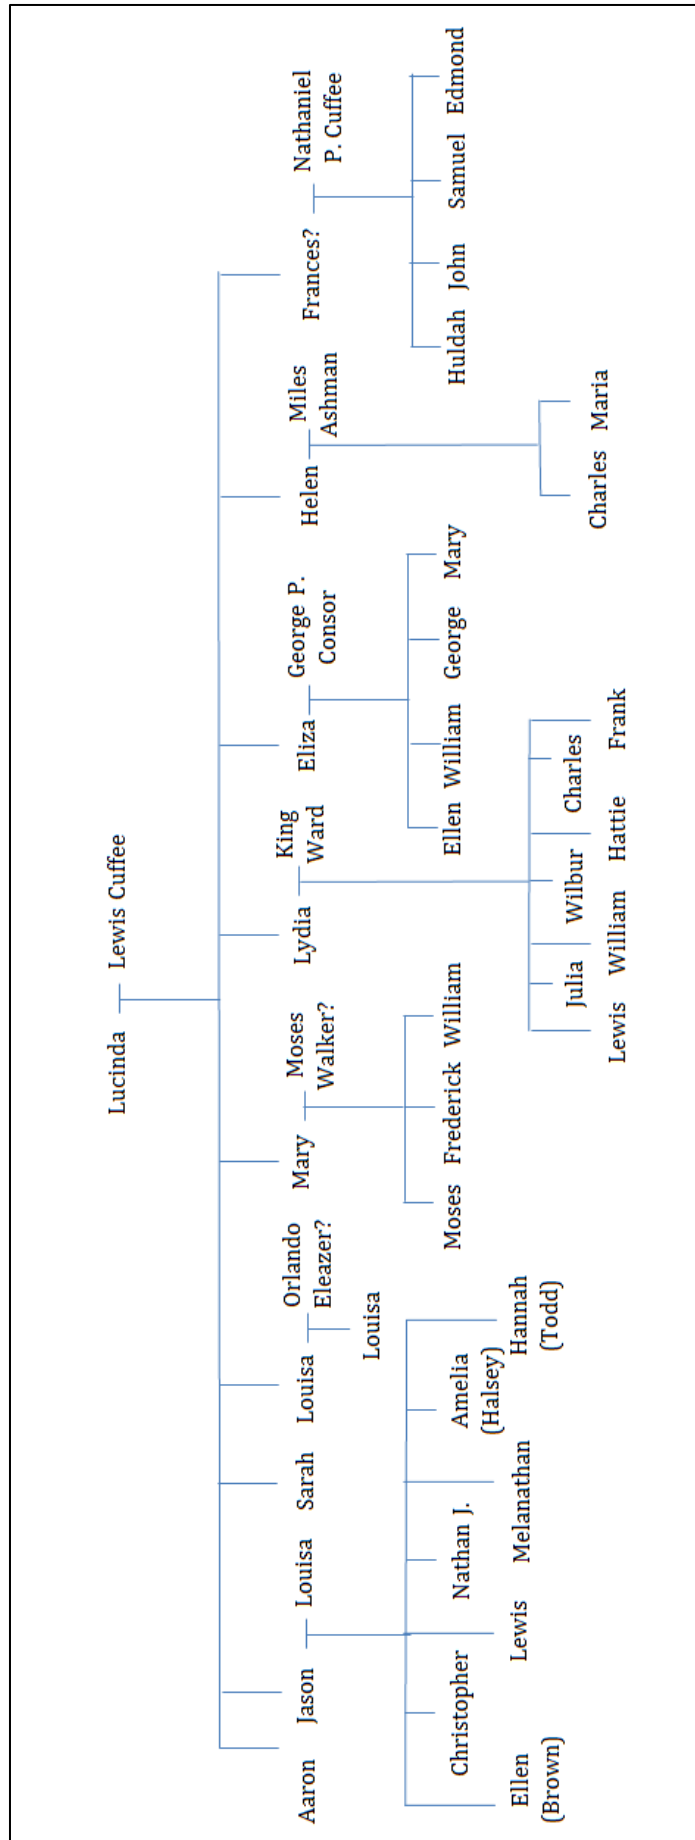 Lucinda Lewis Cuffee
Aaron Jason Louisa Sarah Louisa Orlando
Eleazer? Mary Moses
Walker? Lydia King
Ward Eliza George P.
Consor Helen Miles
Ashman Frances? Nathaniel
P. Cuffee
Louisa
Moses Frederick William
Ellen William George Mary
Huldah John Samuel Edmond
Christopher Nathan J. Amelia
(Halsey)
Ellen
(Brown) Lewis Melanathan Hannah
(Todd)
Julia Wilbur Charles
Lewis William Hattie Frank
Charles Maria